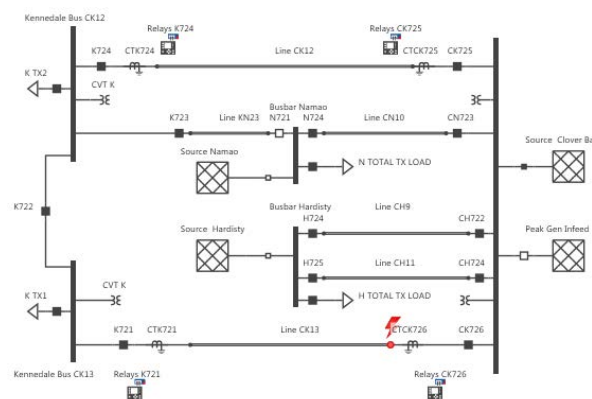 Kennedale Bus CK12
Relays K724
Relays CK725
K724
CTK724
Line CK12
CTCK725
CK725
K TX2
CVT K
Busbar Namao
K723
Line KN23
N721
N724
Line CN10
CN723
Source Namao
Source Clover Ba
N TOTAL TX LOAD
K722
Busbar Hardisty
Line CH9
Source Hardisty
H724
CH722
Peak Gen Infeed
H725
Line CH11
CH724
CVT K
K TX1
H TOTAL TX LOAD
K721
CTK721
Line CK13
CTCK726
CK726
Kennedale Bus CK13
Relays K721
Relays CK726